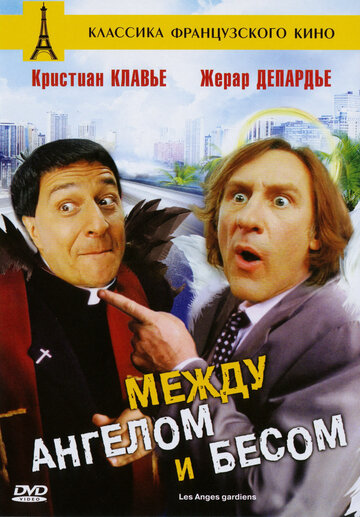 КЛАССИКА ФРАНЦУЗСКОГО КИНО
Кристиан КЛАВЬЕ Жерар ДЕПАРДЬЕ
МЕЖДУ
АНГЕЛОМ
И БЕСОМ
DVD
VIDEO
Les Anges gardiens